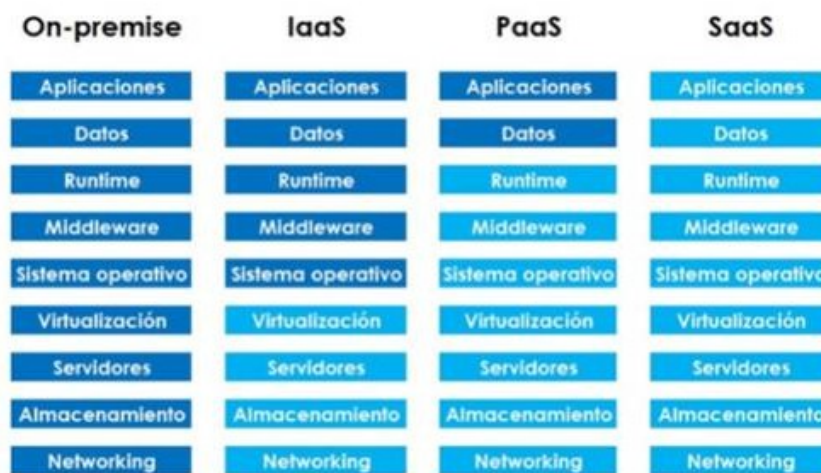 On-premise IaaS PaaS SaaS
Aplicaciones Aplicaciones Aplicaciones Aplicaciones
Datos Datos Datos Datos
Runtime Runtime Runtime Runtime
Middleware Middleware Middleware Middleware
Sistema operativo Sistema operativo Sistema operativo Sistema operativo
Virtualización Virtualización Virtualización Virtualización
Servidores Servidores Servidores Servidores
Almacenamiento Almacenamiento Almacenamiento Almacenamiento
Networking Networking Networking Networking